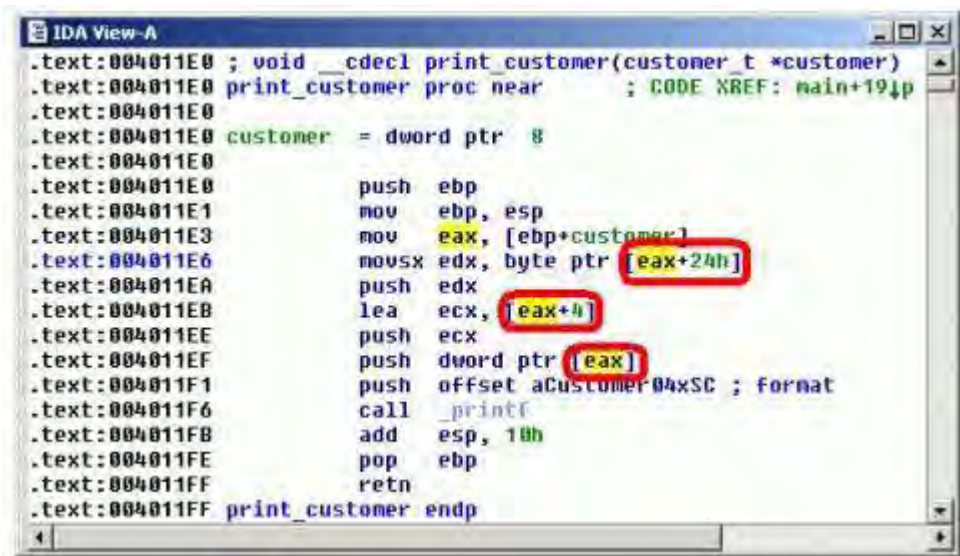 IDA View-A
.text:004011E0 ; void __cdecl print_customer(customer_t *customer)
.text:004011E0 print_customer proc near ; CODE XREF: main+19↓p
.text:004011E0
.text:004011E0 customer = dword ptr 8
.text:004011E0
.text:004011E0 push ebp
.text:004011E1 mov ebp, esp
.text:004011E3 mov eax, [ebp+customer]
.text:004011E6 movsx edx, byte ptr [eax+24h]
.text:004011EA push edx
.text:004011EB lea ecx, [eax+4]
.text:004011EE push ecx
.text:004011EF push dword ptr [eax]
.text:004011F1 push offset aCustomer04xSC ; format
.text:004011F6 call _printf
.text:004011FB add esp, 10h
.text:004011FE pop ebp
.text:004011FF retn
.text:004011FF print_customer endp